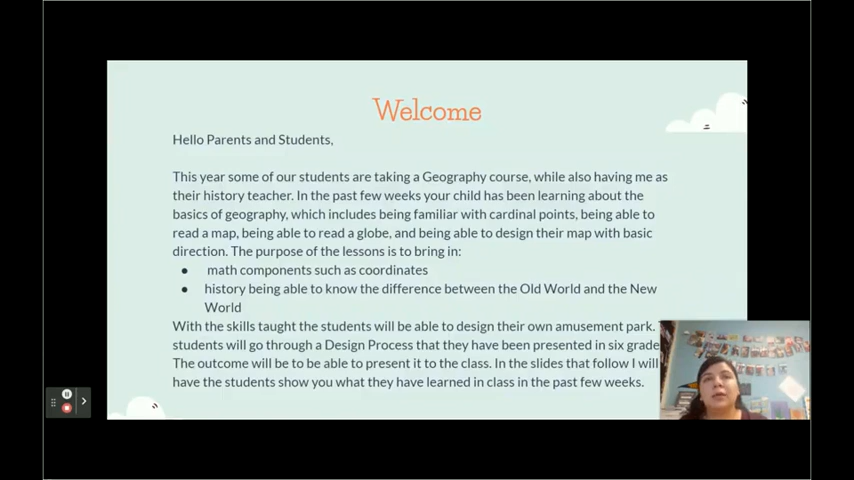 Welcome
Hello Parents and Students,
This year some of our students are taking a Geography course, while also having me as
their history teacher. In the past few weeks your child has been learning about the
basics of geography, which includes being familiar with cardinal points, being able to
read a map, being able to read a globe, and being able to design their map with basic
direction. The purpose of the lessons is to bring in:
● math components such as coordinates
● history being able to know the difference between the Old World and the New
World
With the skills taught the students will be able to design their own amusement park.
students will go through a Design Process that they have been presented in six grade
The outcome will be to be able to present it to the class. In the slides that follow I will
have the students show you what they have learned in class in the past few weeks.